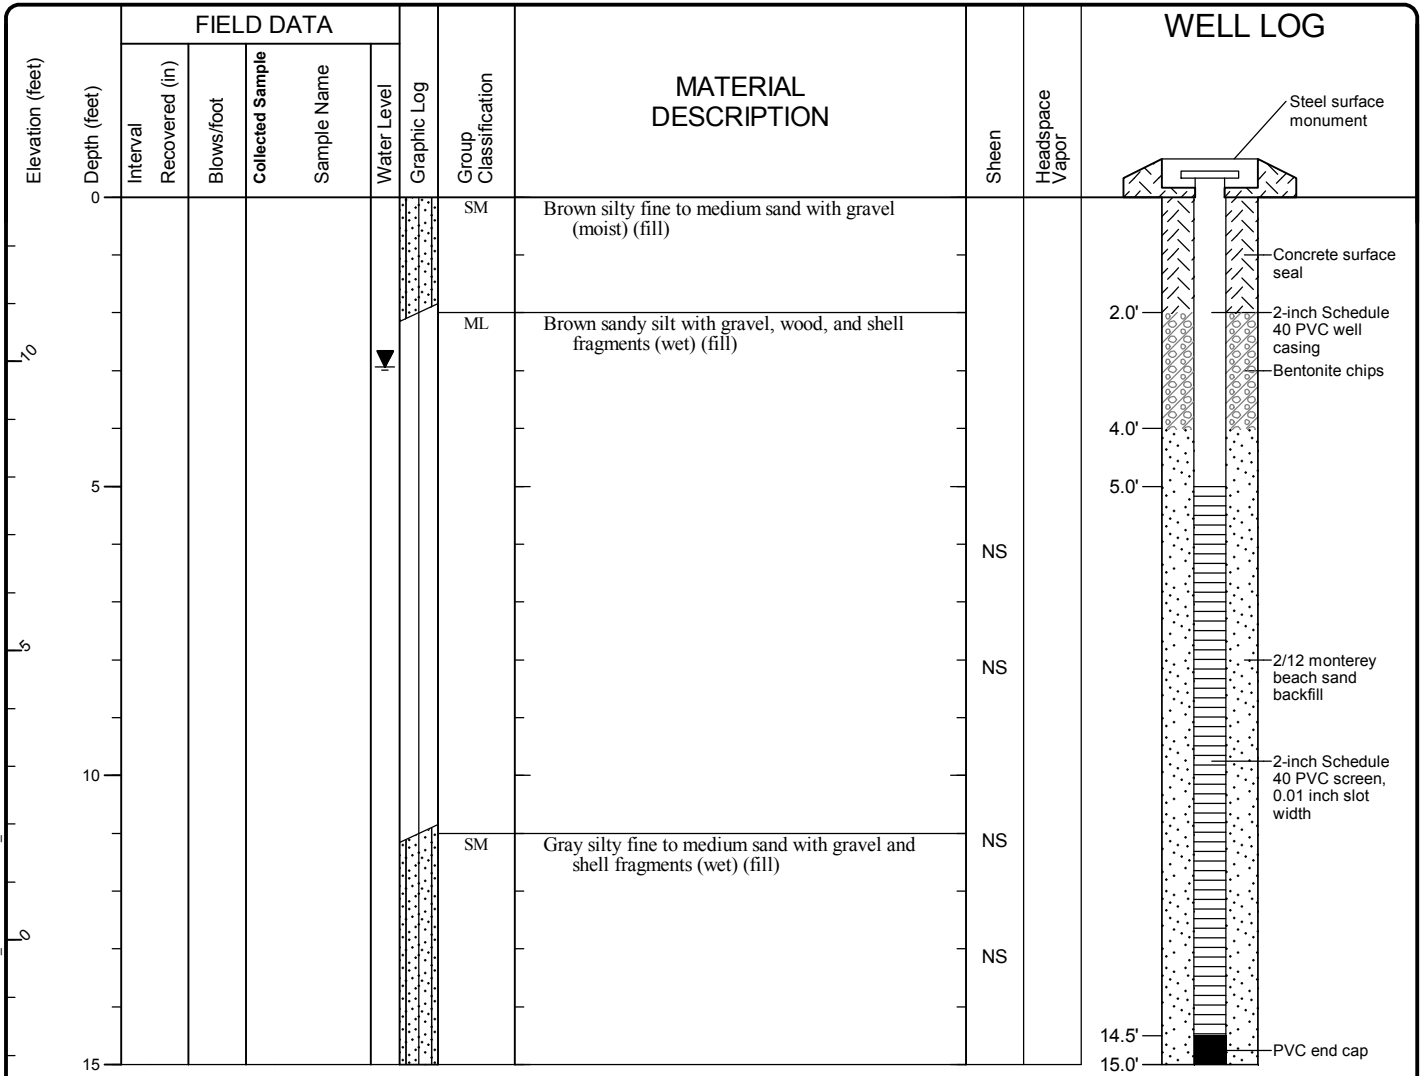 FIELD DATA
WELL LOG
Elevation (feet)
Depth (feet)
Interval
Recovered (in)
Blows/foot
Collected Sample
Sample Name
Water Level
Graphic Log
Group
Classification
MATERIAL
DESCRIPTION
Sheen
Headspace
Vapor
Steel surface
monument
0
SM
Brown silty fine to medium sand with gravel
(moist) (fill)
Concrete surface
seal
2.0'
2-inch Schedule
40 PVC well
casing
ML
Brown sandy silt with gravel, wood, and shell
fragments (wet) (fill)
10
Bentonite chips
4.0'
5
5.0'
NS
5
NS
2/12 monterey
beach sand
backfill
10
2-inch Schedule
40 PVC screen,
0.01 inch slot
width
SM
Gray silty fine to medium sand with gravel and
shell fragments (wet) (fill)
NS
0
NS
14.5'
PVC end cap
15
15.0'